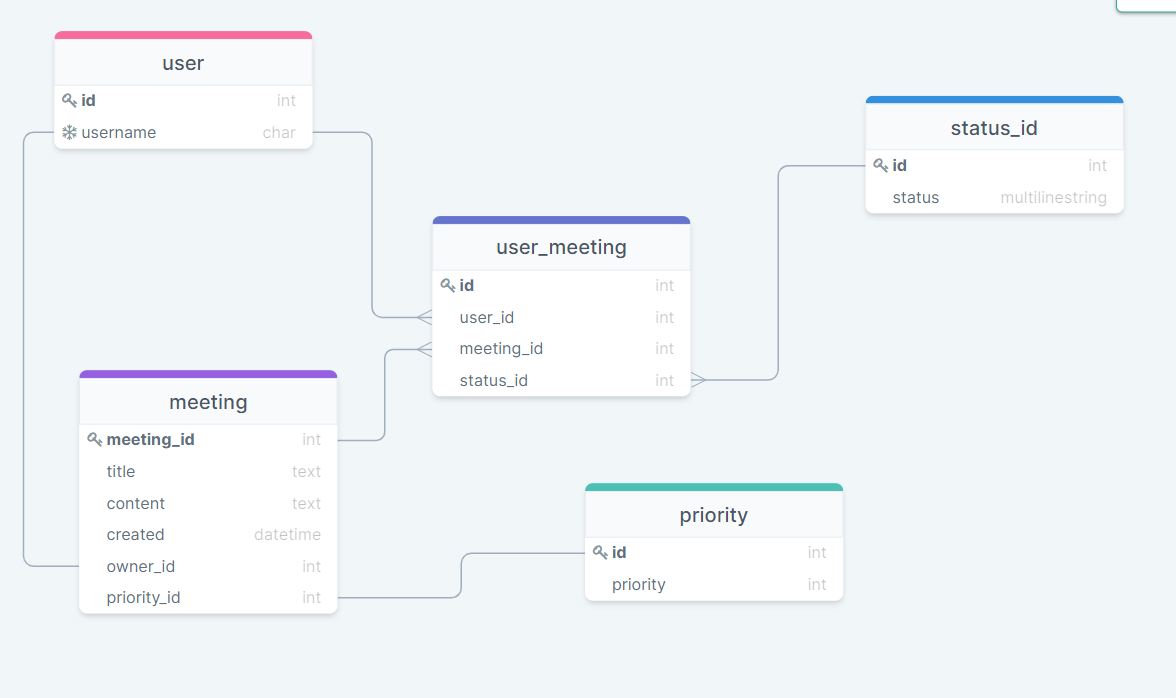 user
id int
username char
status_id
id int
status multilinestring
user_meeting
id int
user_id int
meeting_id int
status_id int
meeting
meeting_id int
title text
content text
created datetime
owner_id int
priority_id int
priority
id int
priority int